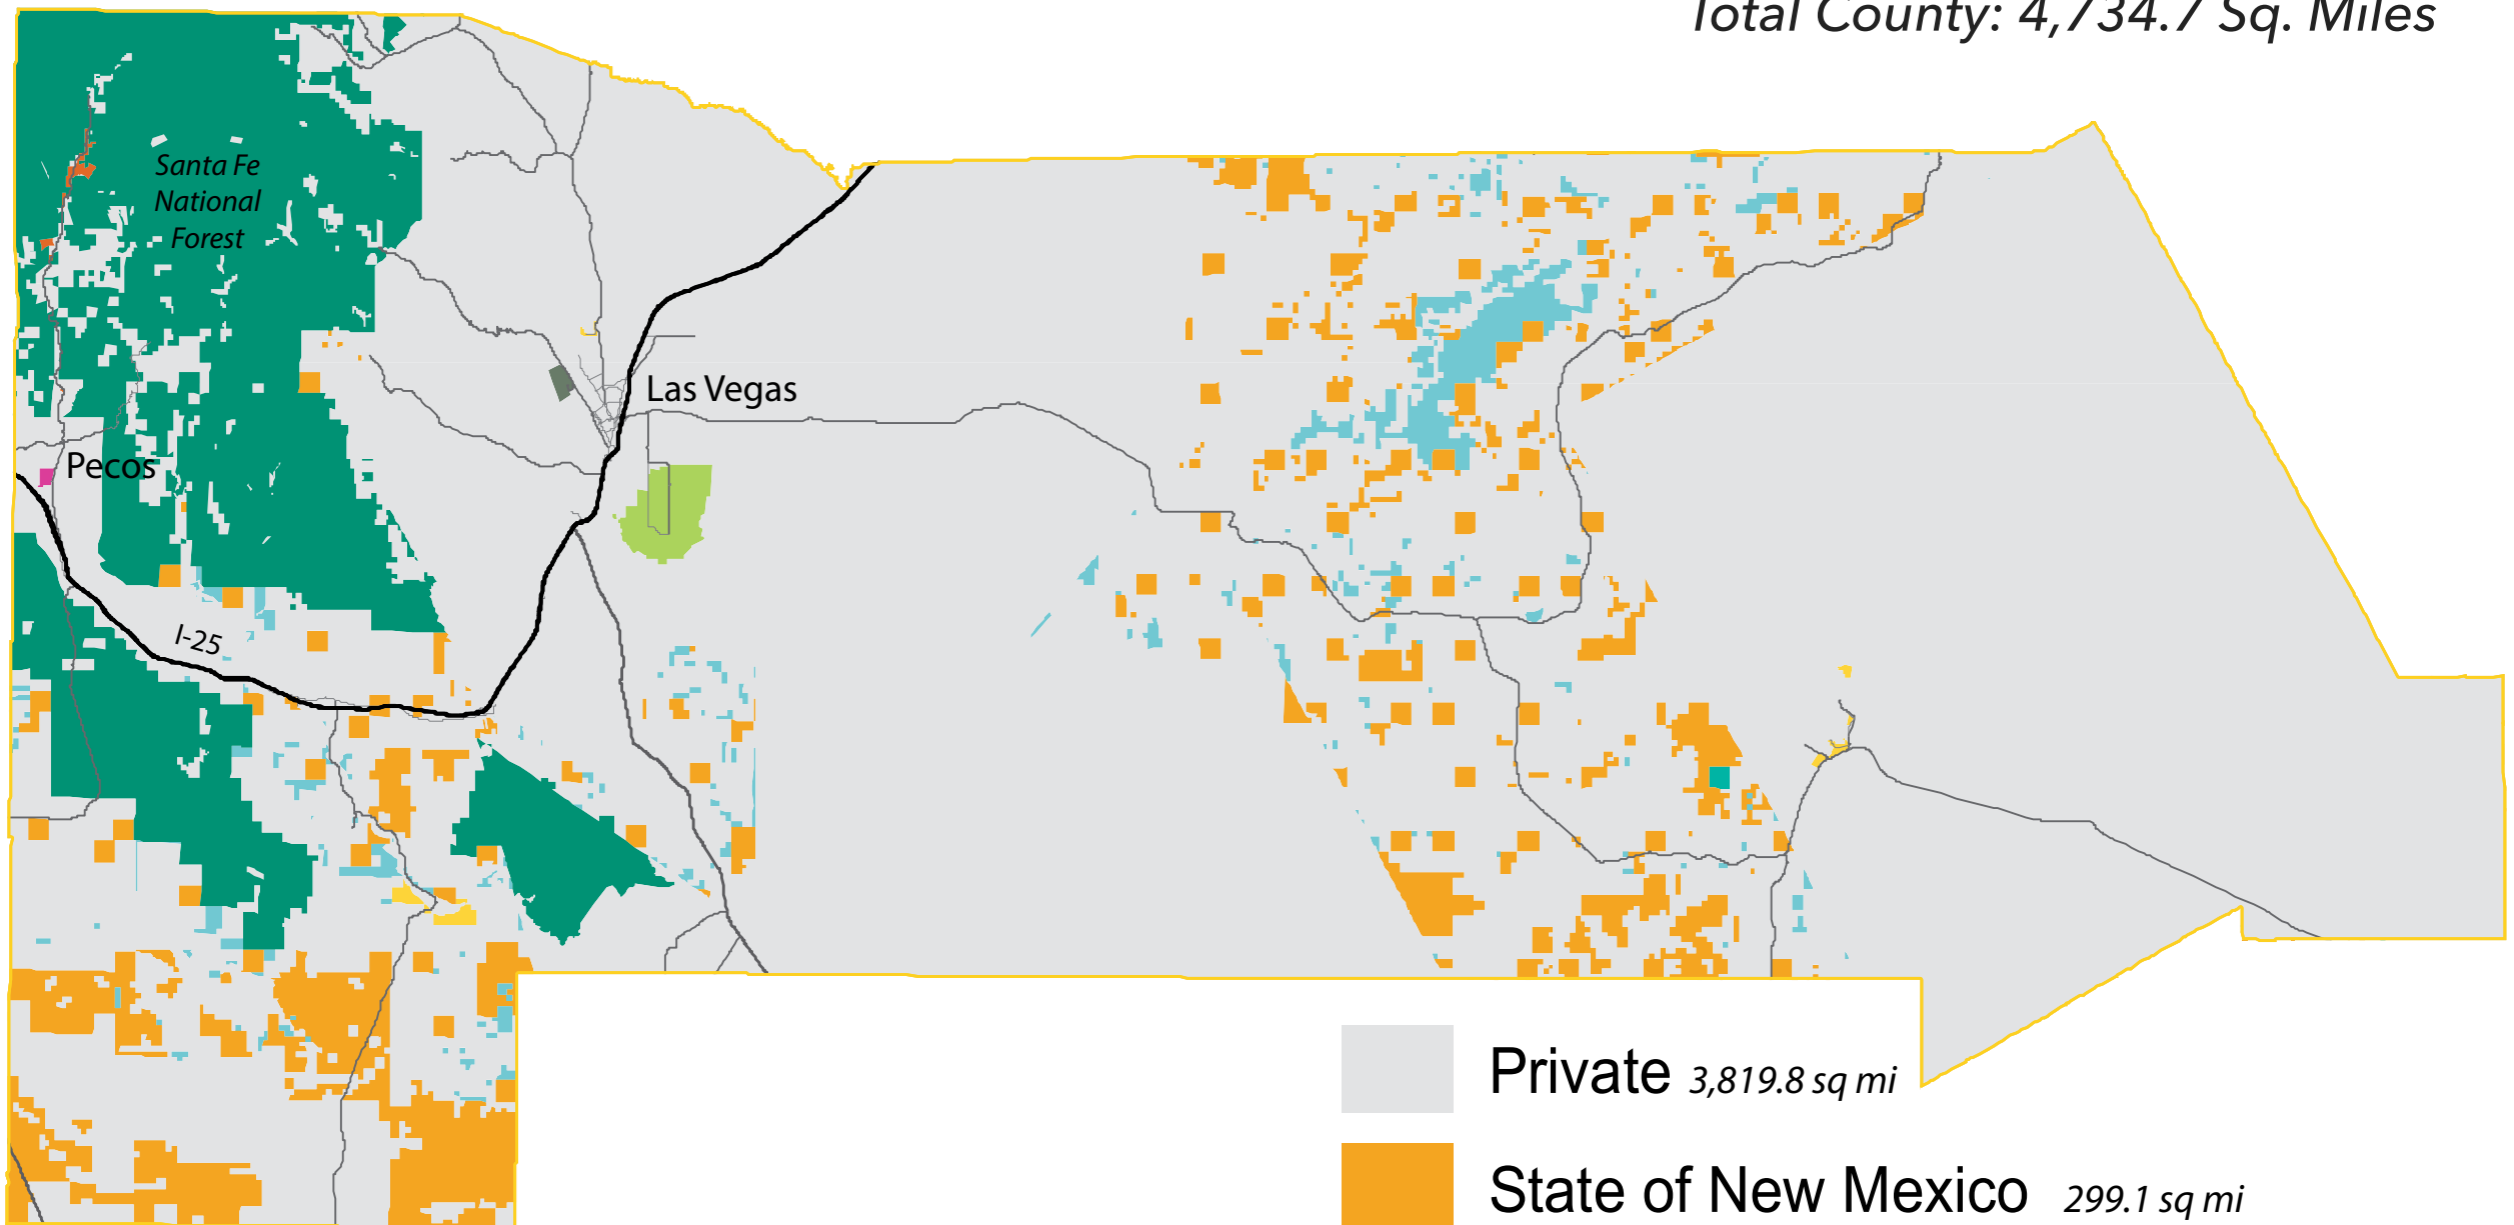 Total County: 4,734.7 Sq. Miles
Santa Fe
National
Forest
Las Vegas
Pecos
I-25
Private 3,819.8 sq mi
State of New Mexico 299.1 sq mi